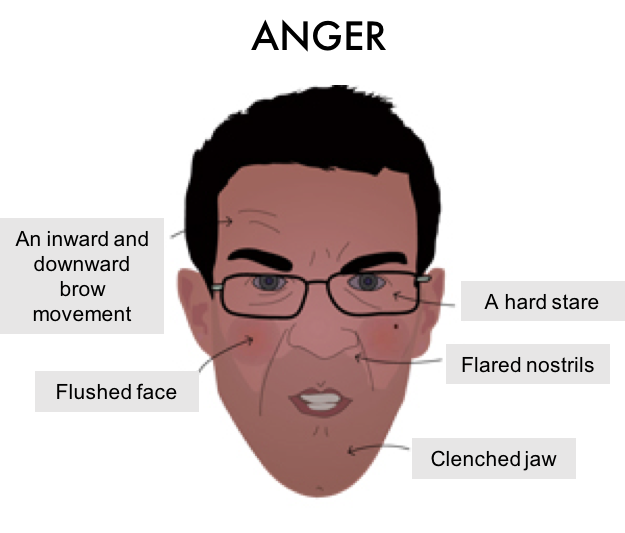 ANGER
An inward and
downward
brow
movement
A hard stare
Flared nostrils
Flushed face
Clenched jaw